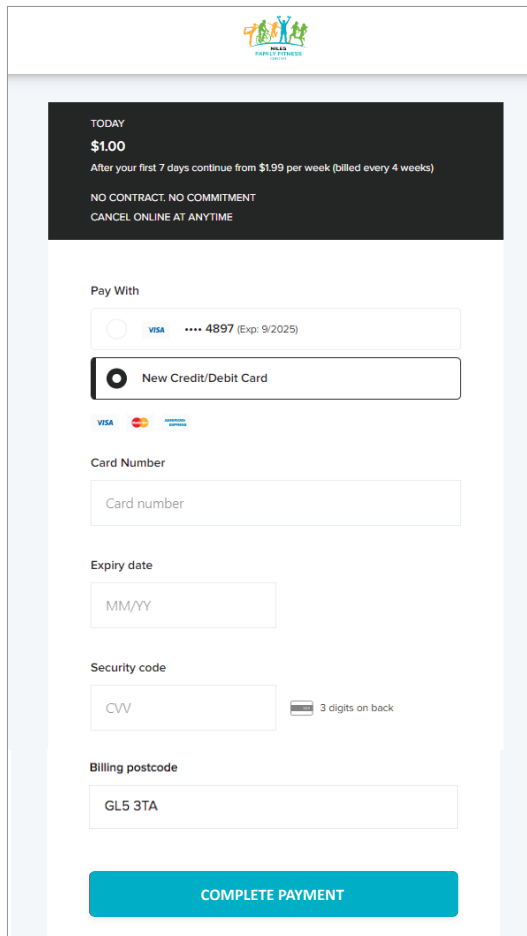 NILES
FAMILY FITNESS
CENTER
TODAY
$1.00
After your first 7 days continue from $1.99 per week (billed every 4 weeks)
NO CONTRACT. NO COMMITMENT
CANCEL ONLINE AT ANYTIME
Pay With
VISA •••• 4897 (Exp: 9/2025)
New Credit/Debit Card
VISA AMERICAN EXPRESS
Card Number
Card number
Expiry date
MM/YY
Security code
CVV 3 digits on back
Billing postcode
GL5 3TA
COMPLETE PAYMENT